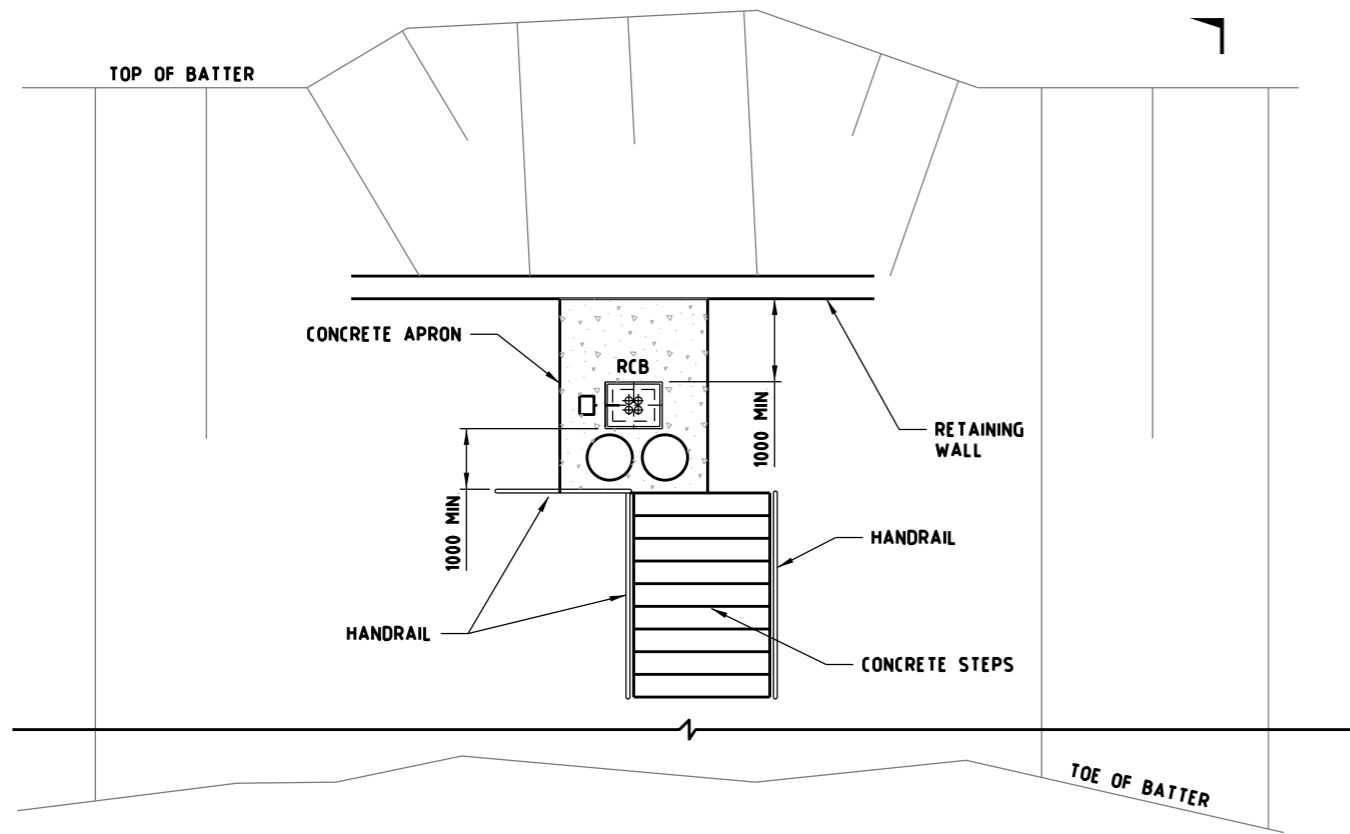 TOP OF BATTER
CONCRETE APRON
RCB
1000 MIN
RETAINING
WALL
1000 MIN
HANDRAIL
HANDRAIL
CONCRETE STEPS
TOE OF BATTER